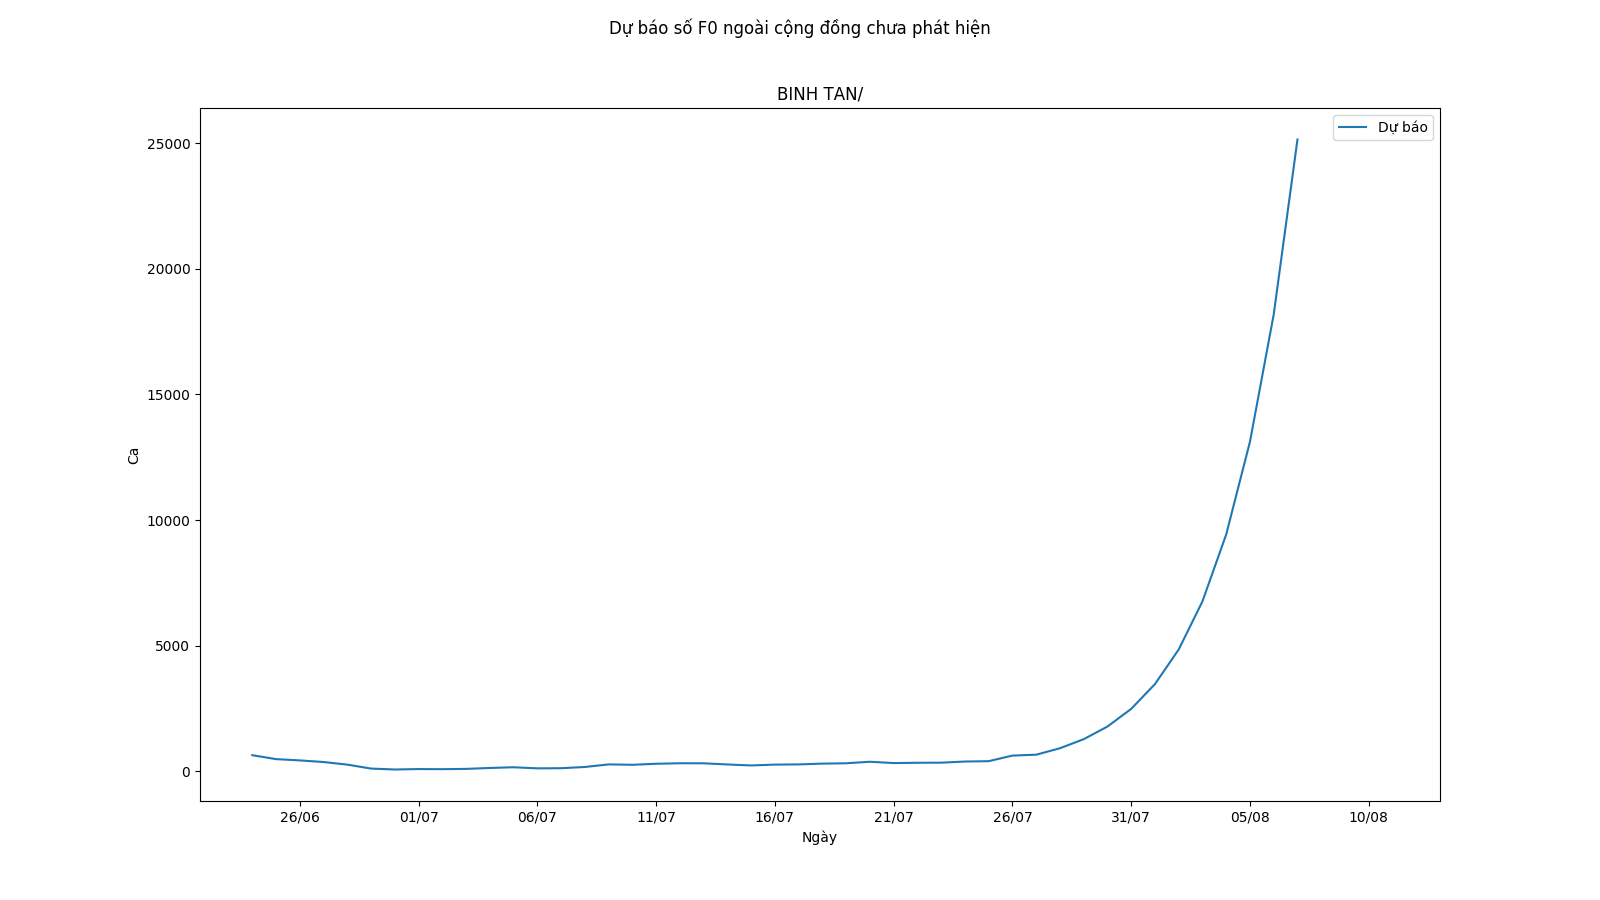 Dự báo số F0 ngoài cộng đồng chưa phát hiện
BINH TAN/
Dự báo
25000
20000
15000
10000
5000
0
Ca
26/06 01/07 06/07 11/07 16/07 21/07 26/07 31/07 05/08 10/08
Ngày